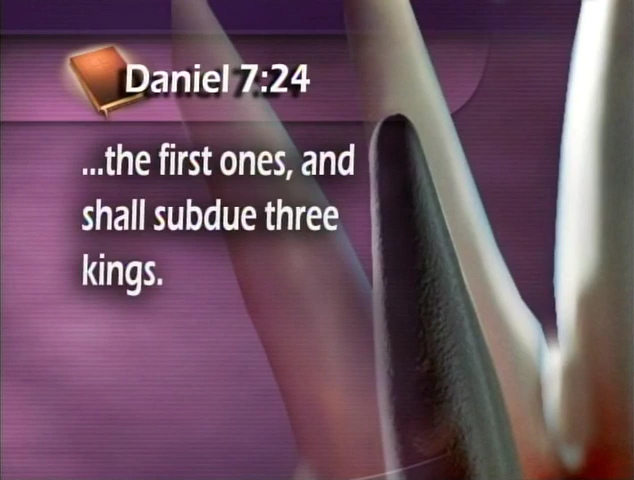 Daniel 7:24
...the first ones, and
shall subdue three
kings.